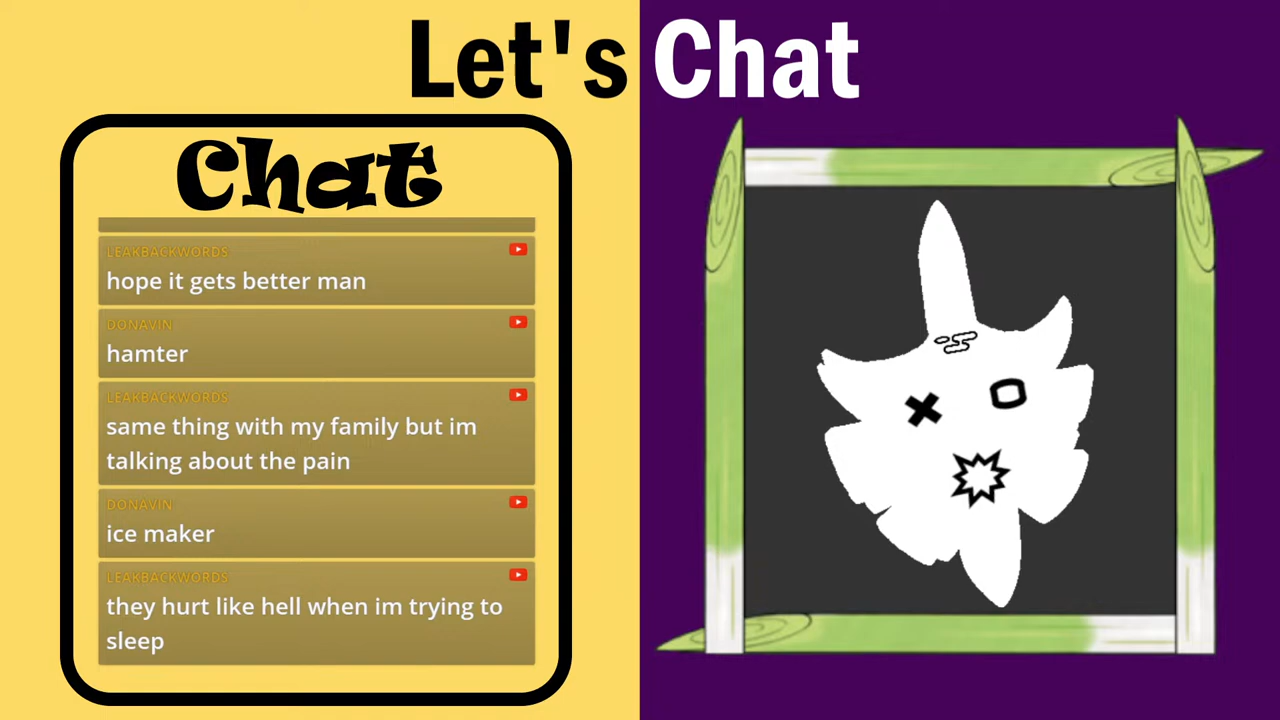 Let's Chat
Chat
LEAKBACKWORDS
hope it gets better man
DONAVIN
hamter
LEAKBACKWORDS
same thing with my family but im
talking about the pain
DONAVIN
ice maker
LEAKBACKWORDS
they hurt like hell when im trying to
sleep